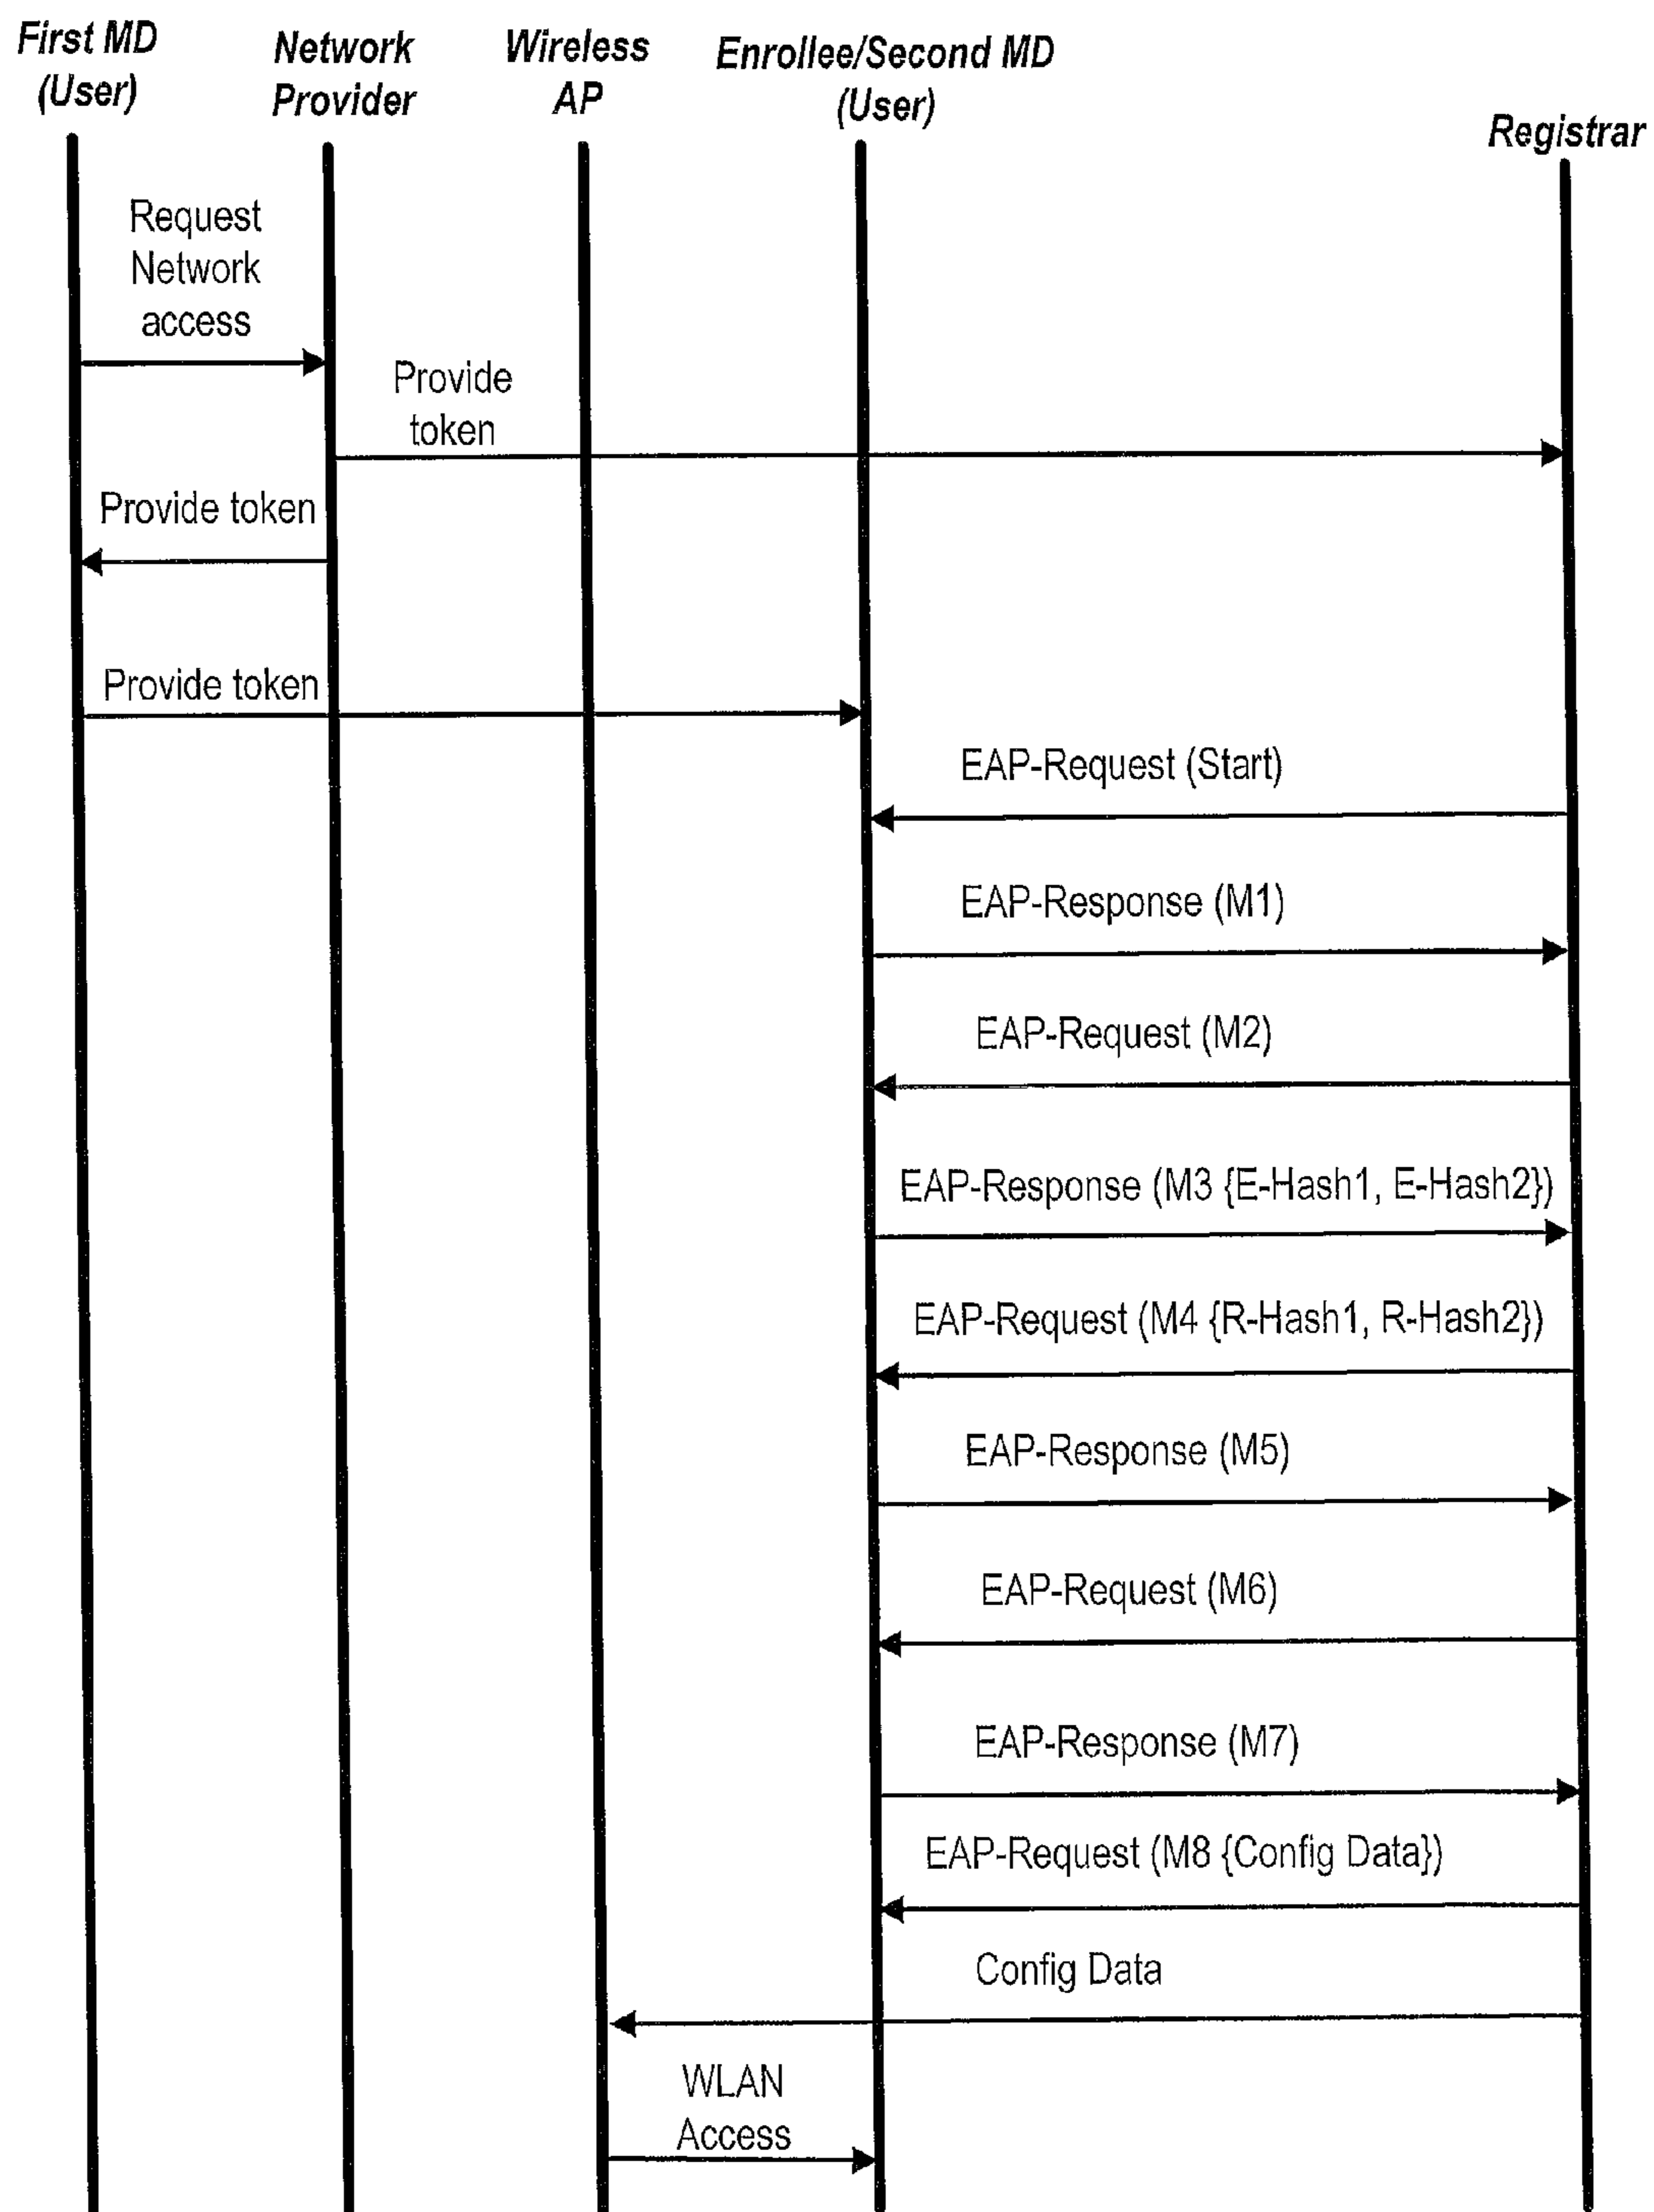 First MD
(User)
Network
Provider
Wireless
AP
Enrollee/Second MD
(User)
Registrar
Request
Network
access
Provide
token
Provide token
Provide token
EAP-Request (Start)
EAP-Response (M1)
EAP-Request (M2)
EAP-Response (M3 {E-Hash1, E-Hash2})
EAP-Request (M4 {R-Hash1, R-Hash2})
EAP-Response (M5)
EAP-Request (M6)
EAP-Response (M7)
EAP-Request (M8 {Config Data})
Config Data
WLAN
Access